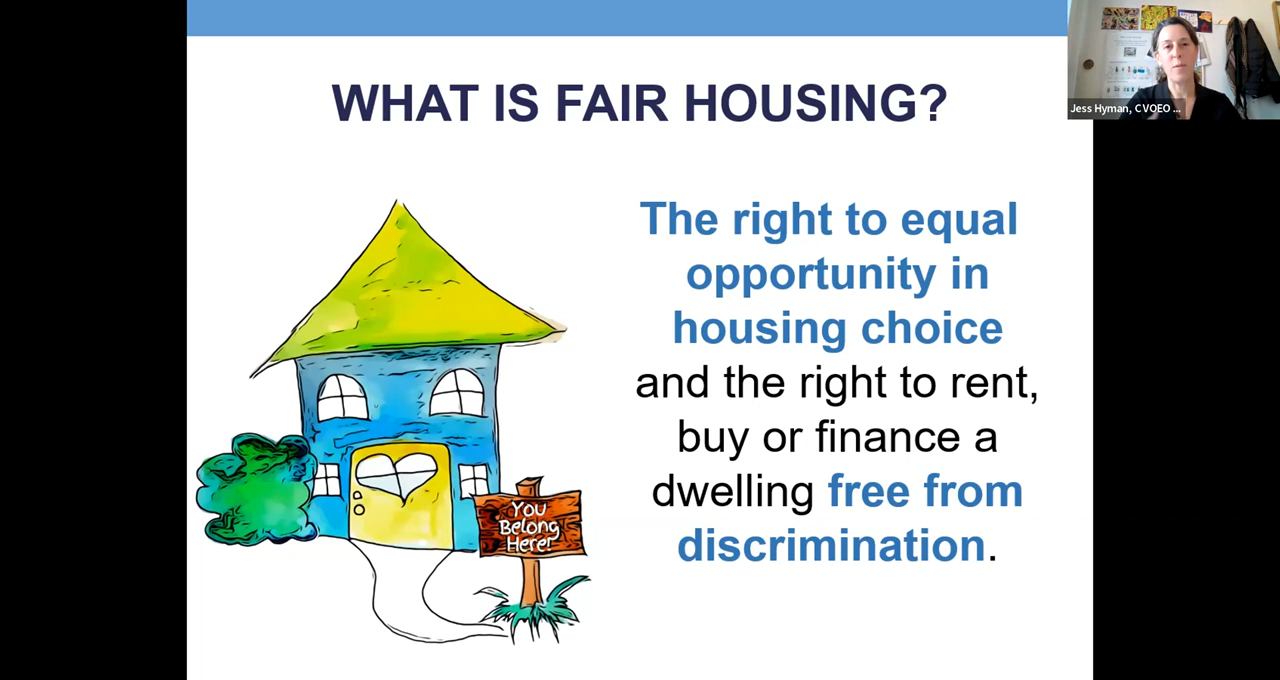 WHAT IS FAIR HOUSING?
Jess Hyman, CVOEO ...
The right to equal
opportunity in
housing choice
and the right to rent,
buy or finance a
dwelling free from
discrimination.
You
Belong
Here!